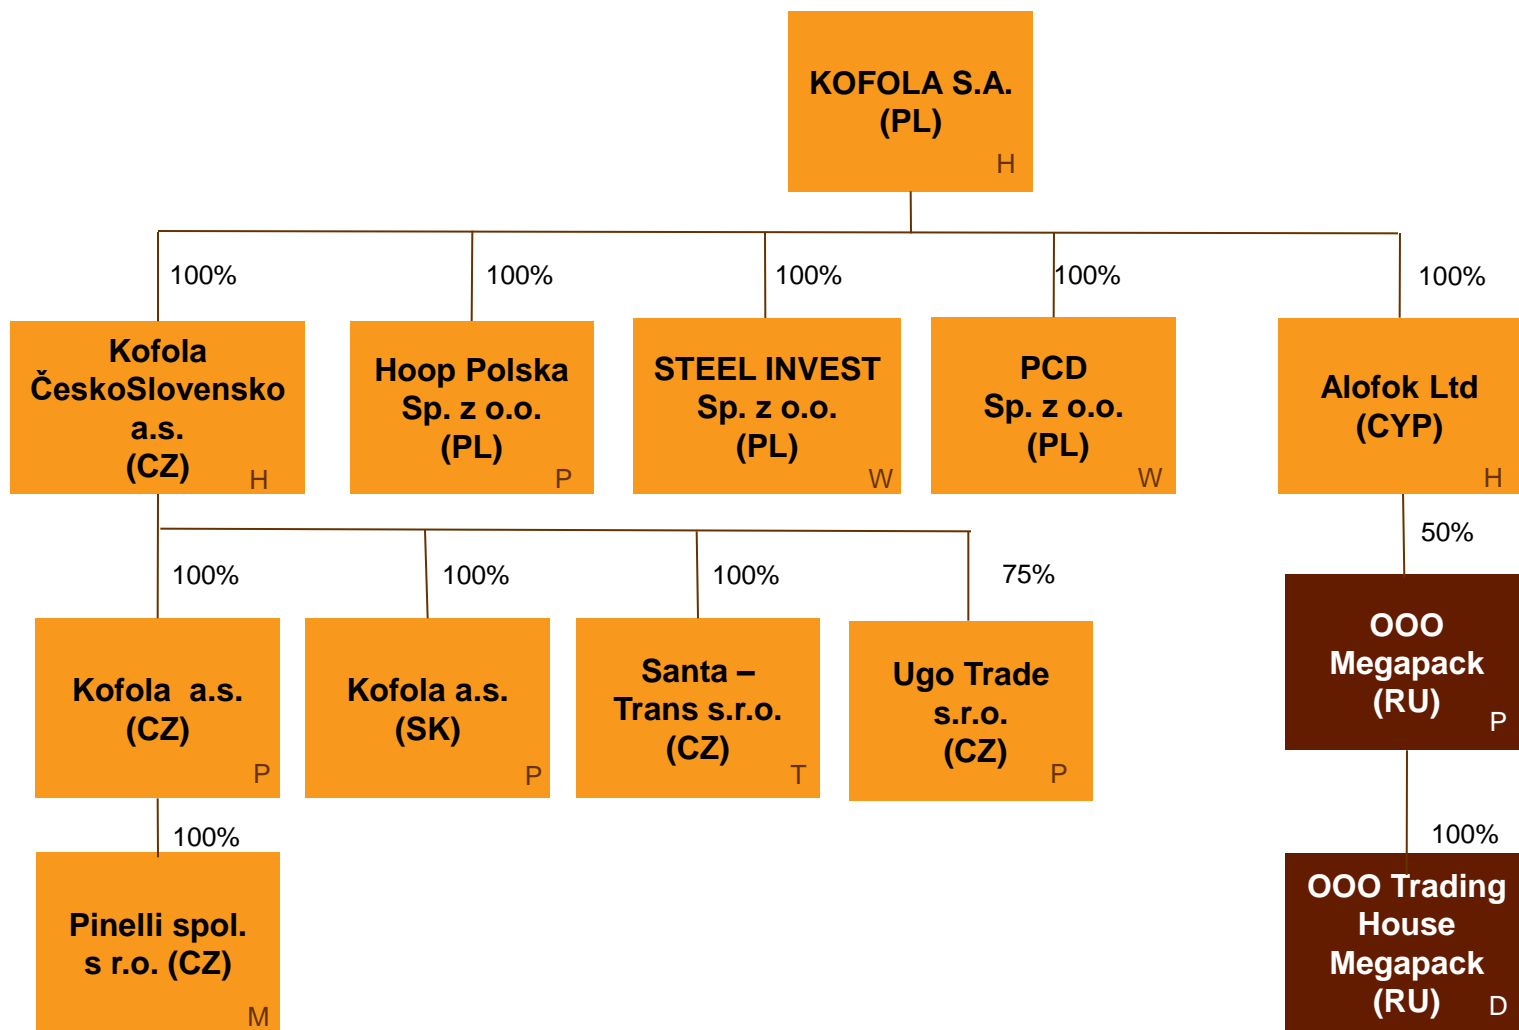 KOFOLA S.A.
(PL)
H
100%
100%
100%
100%
100%
Kofola
ČeskoSlovensko
a.s.
(CZ)
H
Hoop Polska
Sp. z o.o.
(PL)
P
STEEL INVEST
Sp. z o.o.
(PL)
W
PCD
Sp. z o.o.
(PL)
W
Alofok Ltd
(CYP)
H
100%
100%
100%
75%
50%
Kofola a.s.
(CZ)
P
Kofola a.s.
(SK)
P
Santa –
Trans s.r.o.
(CZ)
T
Ugo Trade
s.r.o.
(CZ)
P
OOO
Megapack
(RU)
P
100%
100%
Pinelli spol.
s r.o. (CZ)
M
OOO Trading
House
Megapack
(RU)
D